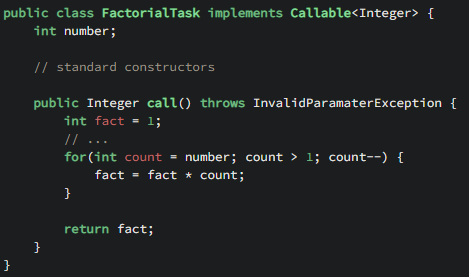 public class FactorialTask implements Callable<Integer> {
    int number;

    // standard constructors

    public Integer call() throws InvalidParamaterException {
        int fact = 1;
        // ...
        for(int count = number; count > 1; count--) {
            fact = fact * count;
        }

        return fact;
    }
}